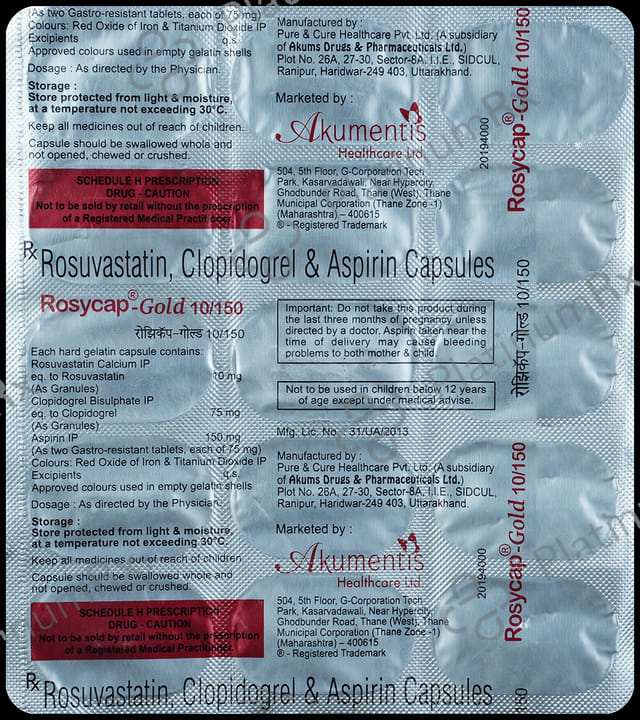 (As two Gastro-resistant tablets, each of 75 mg)
Colours: Red Oxide of Iron & Titanium Dioxide IP
Excipients q.s.
Approved colours used in empty gelatin shells
Dosage : As directed by the Physician.
Storage :
Store protected from light & moisture,
at a temperature not exceeding 30°C.
Keep all medicines out of reach of children.
Capsule should be swallowed whole and
not opened, chewed or crushed.
SCHEDULE H PRESCRIPTION
DRUG - CAUTION
Not to be sold by retail without the prescription
of a Registered Medical Practitioner.
Manufactured by :
Pure & Cure Healthcare Pvt. Ltd. (A subsidiary
of Akums Drugs & Pharmaceuticals Ltd.)
Plot No. 26A, 27-30, Sector-8A, I.I.E., SIDCUL,
Ranipur, Haridwar-249 403, Uttarakhand.
Marketed by :
Akumentis
Healthcare Ltd.
504, 5th Floor, G-Corporation Tech
Park, Kasarvadawali, Near Hypercity,
Ghodbunder Road, Thane (West), Thane
Municipal Corporation (Thane Zone -1)
(Maharashtra) – 400615
® - Registered Trademark
20194000
Rosycap®-Gold 10/150
Rx Rosuvastatin, Clopidogrel & Aspirin Capsules
Rosycap®-Gold 10/150
रोझिकॅप-गोल्ड 10/150
Each hard gelatin capsule contains:
Rosuvastatin Calcium IP
eq. to Rosuvastatin 10 mg
(As Granules)
Clopidogrel Bisulphate IP
eq. to Clopidogrel 75 mg
(As Granules)
Aspirin IP 150 mg
(As two Gastro-resistant tablets, each of 75 mg)
Colours: Red Oxide of Iron & Titanium Dioxide IP
Excipients q.s.
Approved colours used in empty gelatin shells
Dosage : As directed by the Physician.
Storage :
Store protected from light & moisture,
at a temperature not exceeding 30°C.
Keep all medicines out of reach of children.
Capsule should be swallowed whole and
not opened, chewed or crushed.
SCHEDULE H PRESCRIPTION
DRUG - CAUTION
Not to be sold by retail without the prescription
of a Registered Medical Practitioner.
Important: Do not take this product during
the last three months of pregnancy unless
directed by a doctor. Aspirin taken near the
time of delivery may cause bleeding
problems to both mother & child.
Not to be used in children below 12 years
of age except under medical advise.
Mfg. Lic. No.: 31/UA/2013
Manufactured by :
Pure & Cure Healthcare Pvt. Ltd. (A subsidiary
of Akums Drugs & Pharmaceuticals Ltd.)
Plot No. 26A, 27-30, Sector-8A, I.I.E., SIDCUL,
Ranipur, Haridwar-249 403, Uttarakhand.
Marketed by :
Akumentis
Healthcare Ltd.
504, 5th Floor, G-Corporation Tech
Park, Kasarvadawali, Near Hypercity,
Ghodbunder Road, Thane (West), Thane
Municipal Corporation (Thane Zone -1)
(Maharashtra) – 400615
® - Registered Trademark
रोझिकॅप-गोल्ड 10/150
20194000
Rosycap®-Gold 10/150
Rx Rosuvastatin, Clopidogrel & Aspirin Capsules
PlatinumRx